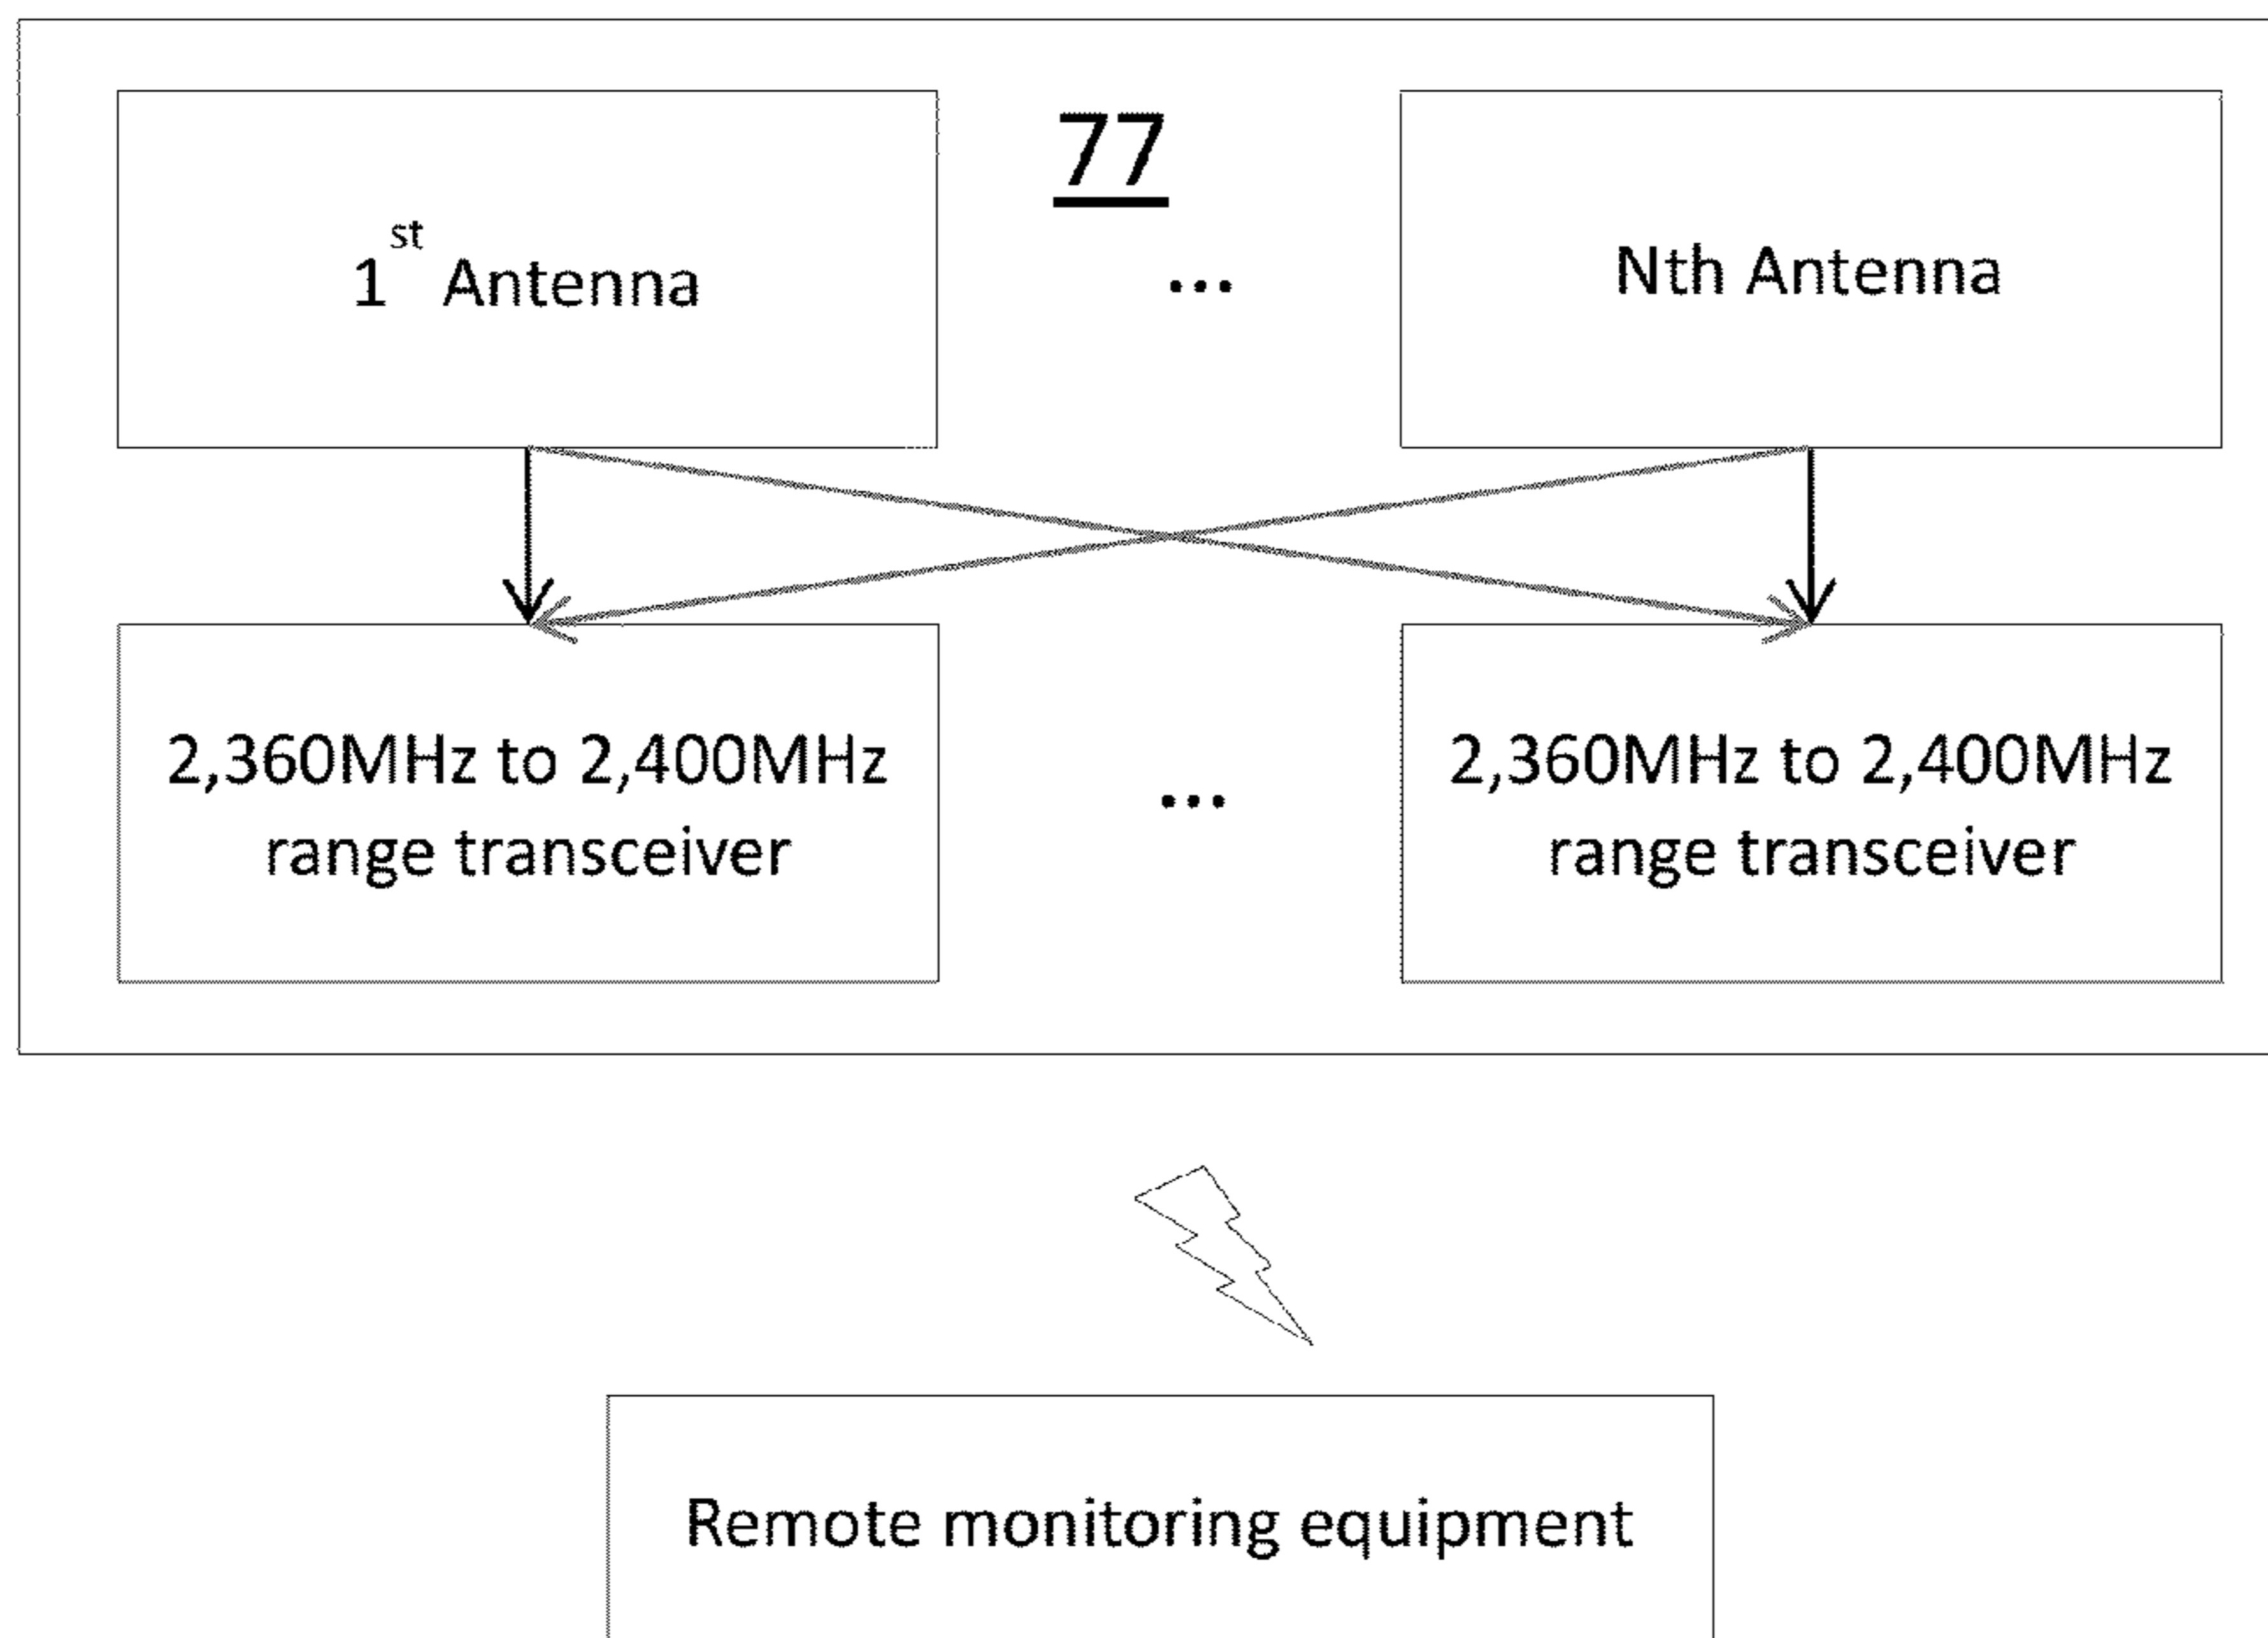 77
1st Antenna
...
Nth Antenna
2,360MHz to 2,400MHz
range transceiver
...
2,360MHz to 2,400MHz
range transceiver
Remote monitoring equipment